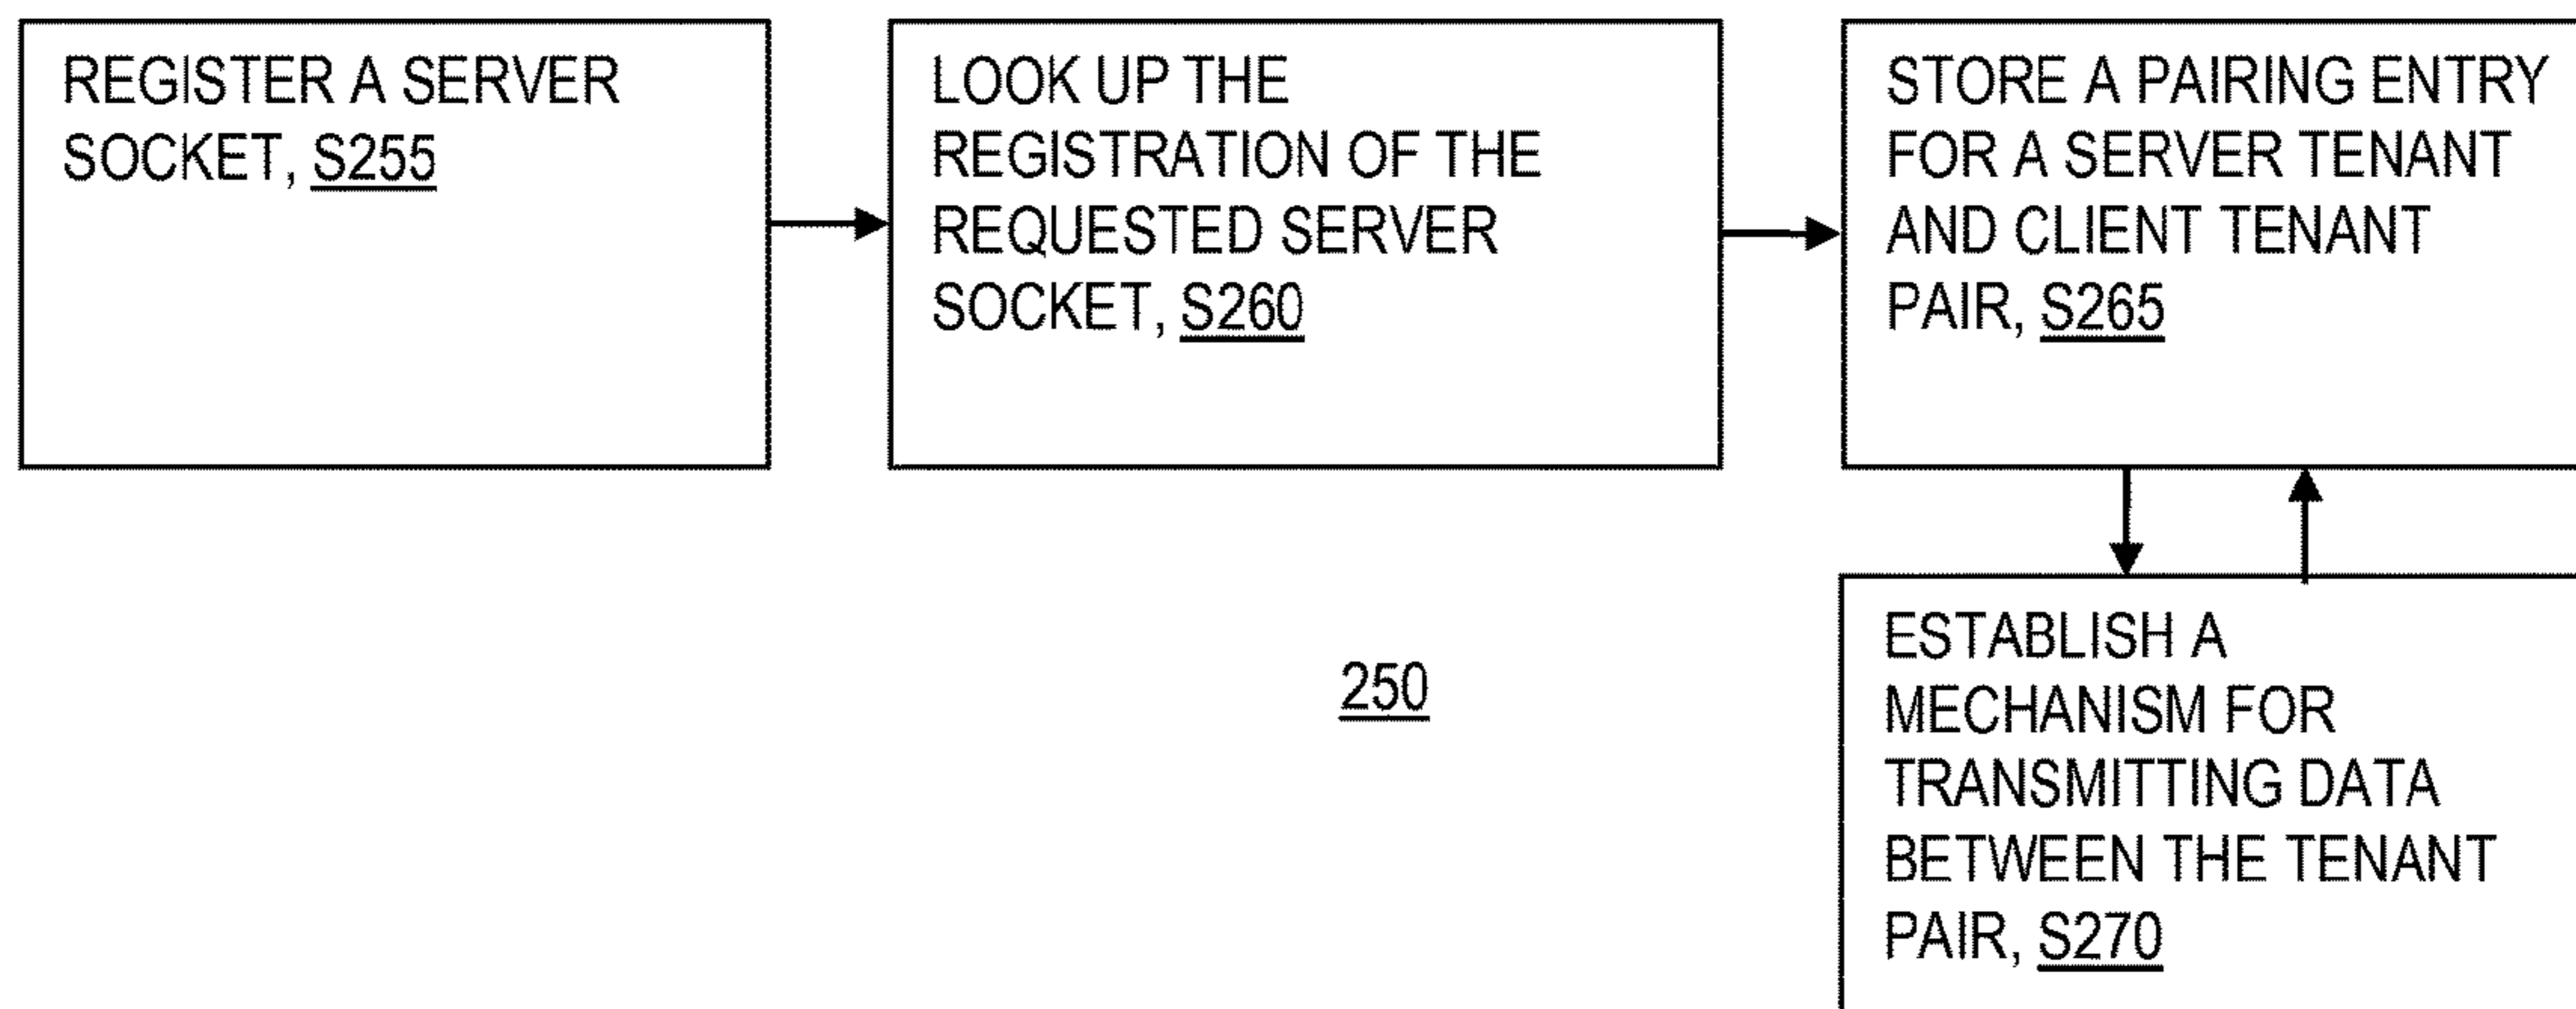 REGISTER A SERVER
SOCKET, S255
LOOK UP THE
REGISTRATION OF THE
REQUESTED SERVER
SOCKET, S260
STORE A PAIRING ENTRY
FOR A SERVER TENANT
AND CLIENT TENANT
PAIR, S265
250
ESTABLISH A
MECHANISM FOR
TRANSMITTING DATA
BETWEEN THE TENANT
PAIR, S270